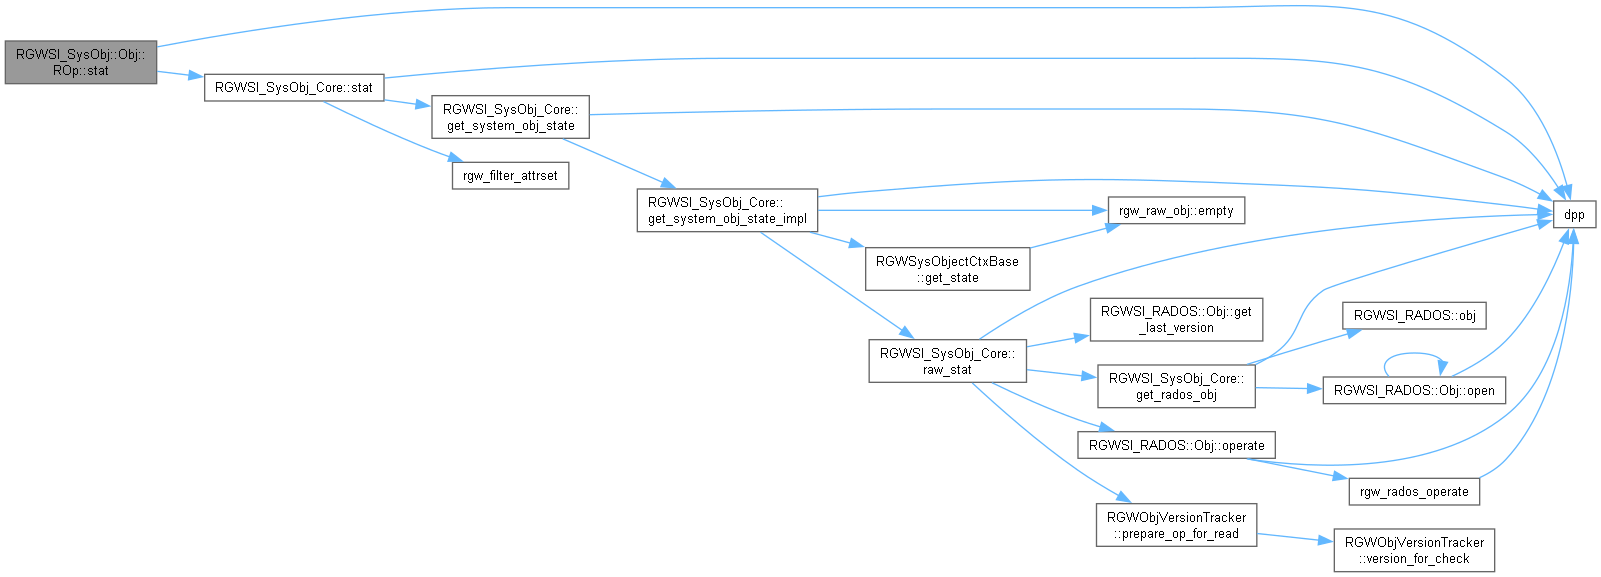 RGWSI_SysObj::Obj::
ROp::stat
RGWSI_SysObj_Core::stat
RGWSI_SysObj_Core::
get_system_obj_state
rgw_filter_attrset
RGWSI_SysObj_Core::
get_system_obj_state_impl
rgw_raw_obj::empty
dpp
RGWSysObjectCtxBase
::get_state
RGWSI_RADOS::Obj::get
_last_version
RGWSI_RADOS::obj
RGWSI_SysObj_Core::
raw_stat
RGWSI_SysObj_Core::
get_rados_obj
RGWSI_RADOS::Obj::open
RGWSI_RADOS::Obj::operate
rgw_rados_operate
RGWObjVersionTracker
::prepare_op_for_read
RGWObjVersionTracker
::version_for_check